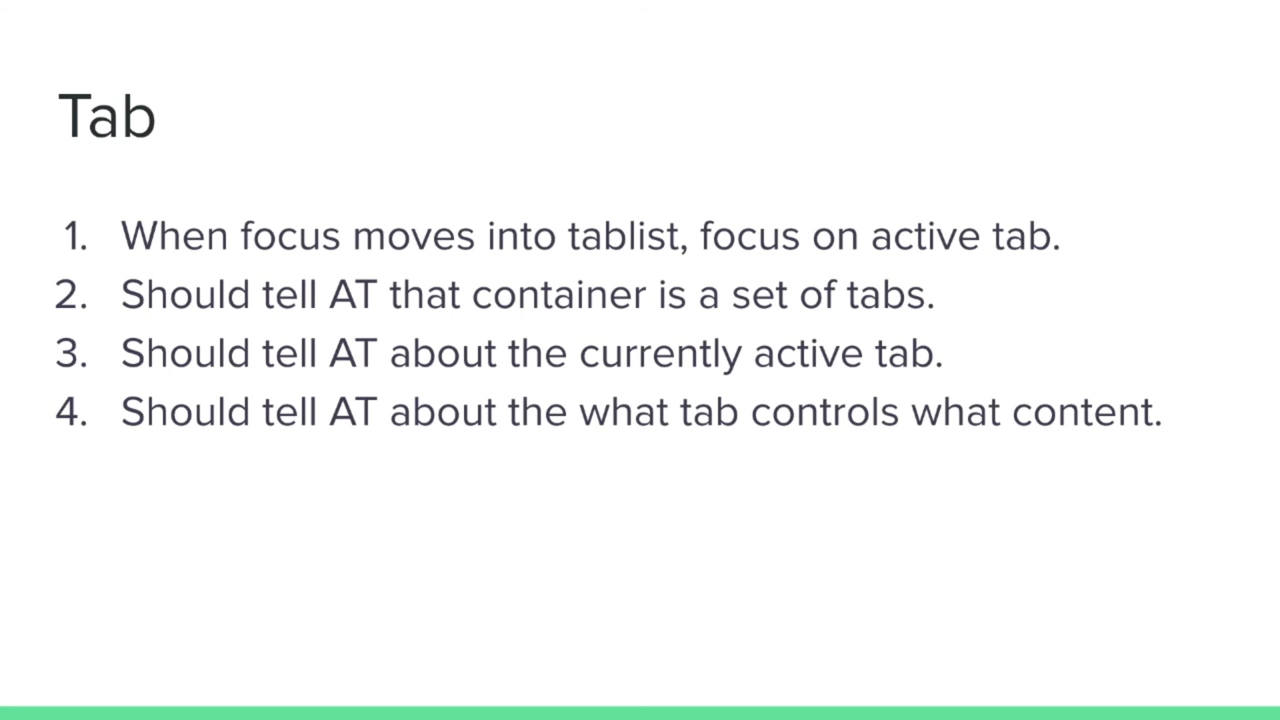 Tab
1. When focus moves into tablist, focus on active tab.
2. Should tell AT that container is a set of tabs.
3. Should tell AT about the currently active tab.
4. Should tell AT about the what tab controls what content.